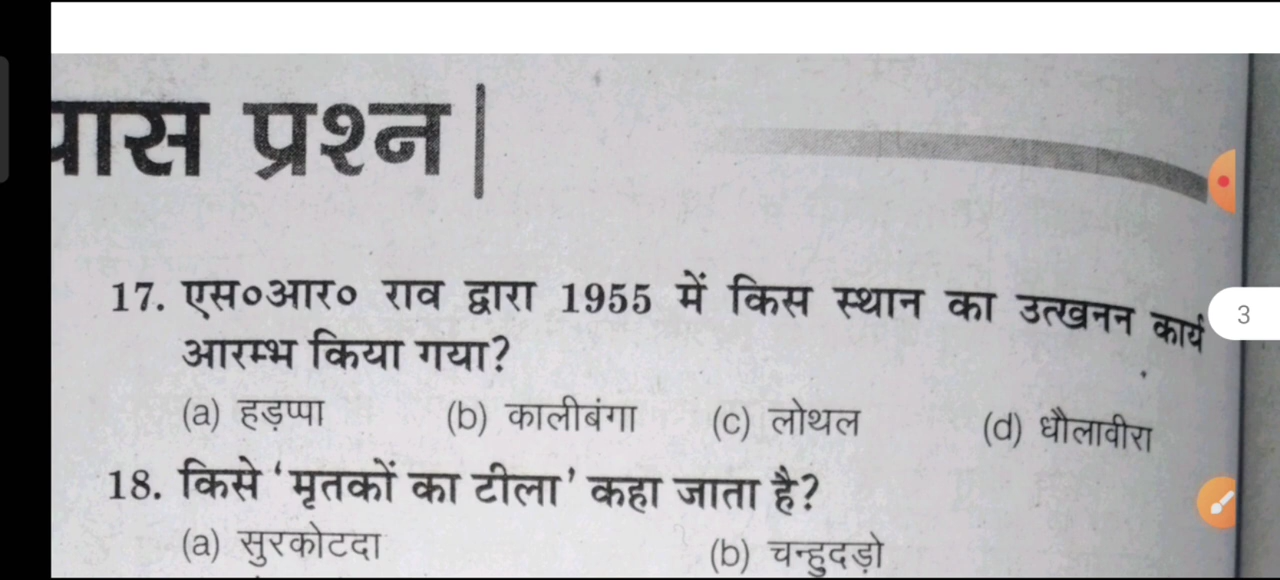 प्रश्न
17. एस०आर० राव द्वारा 1955 में किस स्थान का उत्खनन कार्य
आरम्भ किया गया?
(a) हड़प्पा (b) कालीबंगा (c) लोथल (d) धौलावीरा
18. किसे ‘मृतकों का टीला’ कहा जाता है?
(a) सुरकोटदा (b) चन्हुदड़ो
3